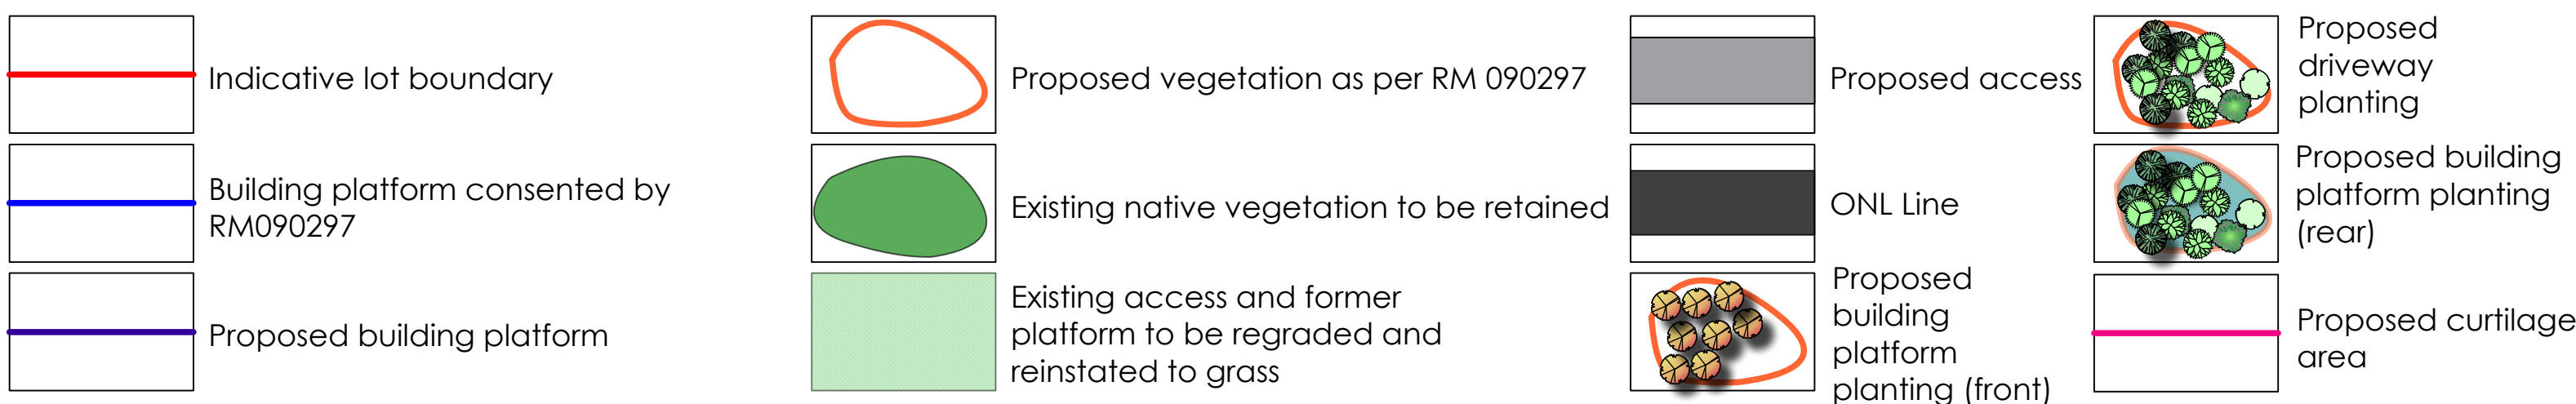 Indicative lot boundary
Building platform consented by
RM090297
Proposed building platform
Proposed vegetation as per RM 090297
Existing native vegetation to be retained
Existing access and former
platform to be regraded and
reinstated to grass
Proposed access
ONL Line
Proposed
building
platform
planting (front)
Proposed
driveway
planting
Proposed building
platform planting
(rear)
Proposed curtilage
area